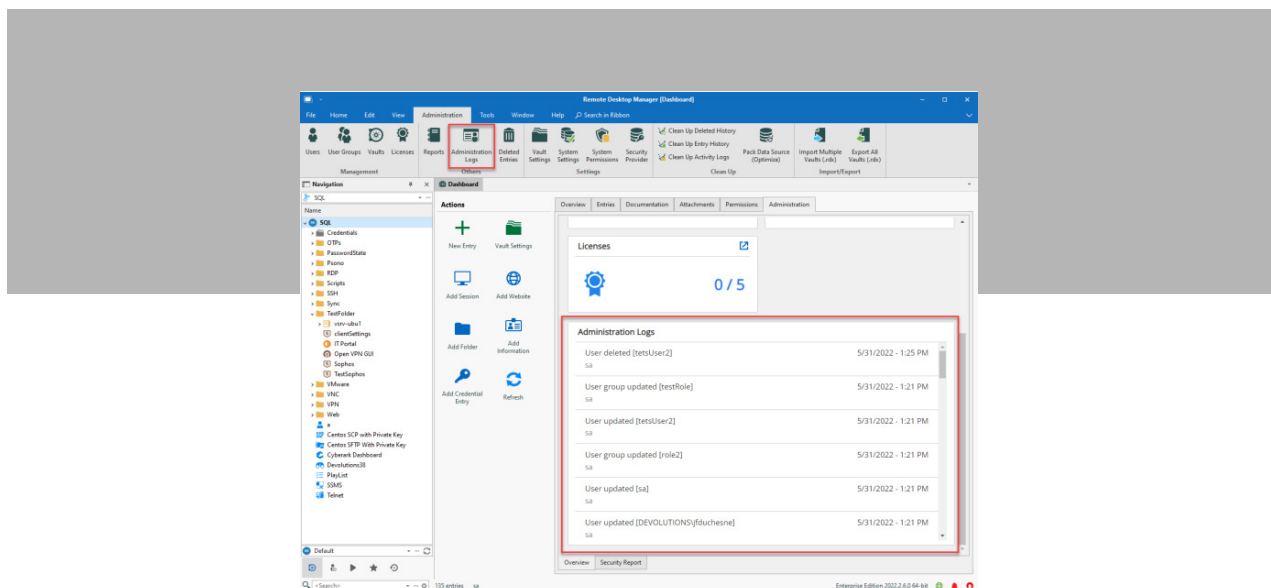 Remote Desktop Manager [Dashboard]
File Home Edit View Administration Tools Window Help Search in Ribbon
Users User Groups Vaults Licenses Reports Administration Logs Deleted Entries Vault Settings System Settings System Permissions Security Provider
Clean Up Deleted History
Clean Up Entry History
Clean Up Activity Logs
Pack Data Source (Optimize) Import Multiple Vaults (.rdx) Export All Vaults (.rdx)
Management Others Settings Clean Up Import/Export
Navigation
SQL
Name
SQL
Credentials
OTPs
PasswordState
Psono
RDP
Scripts
SSH
Sync
TestFolder
vsrv-ubu1
clientSettings
IT Portal
Open VPN GUI
Sophos
TestSophos
VMware
VNC
VPN
Web
a
Centos SCP with Private Key
Centos SFTP With Private Key
Cyberark Dashboard
Devolutions38
PlayList
SSMS
Telnet
Default
<Search>
Dashboard
Actions
New Entry Vault Settings
Add Session Add Website
Add Folder Add Information
Add Credential Entry Refresh
Overview Entries Documentation Attachments Permissions Administration
Licenses
0 / 5
Administration Logs
User deleted [tetsUser2] 5/31/2022 - 1:25 PM
sa
User group updated [testRole] 5/31/2022 - 1:21 PM
sa
User updated [tetsUser2] 5/31/2022 - 1:21 PM
sa
User group updated [role2] 5/31/2022 - 1:21 PM
sa
User updated [sa] 5/31/2022 - 1:21 PM
sa
User updated [DEVOLUTIONS\jfduchesne] 5/31/2022 - 1:21 PM
sa
Overview Security Report
135 entries sa Enterprise Edition 2022.2.6.0 64-bit